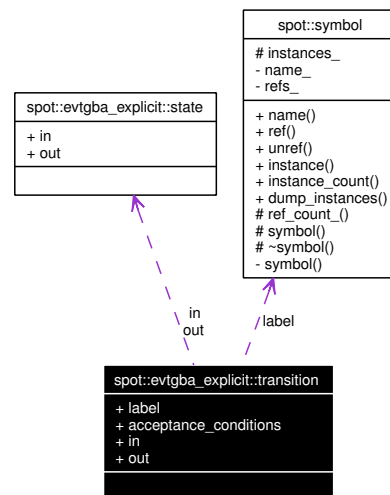 spot::symbol
# instances_
- name_
- refs_
+ name()
+ ref()
+ unref()
+ instance()
+ instance_count()
+ dump_instances()
# ref_count_()
# symbol()
# ~symbol()
- symbol()
spot::evtgba_explicit::state
+ in
+ out
in
out
label
spot::evtgba_explicit::transition
+ label
+ acceptance_conditions
+ in
+ out